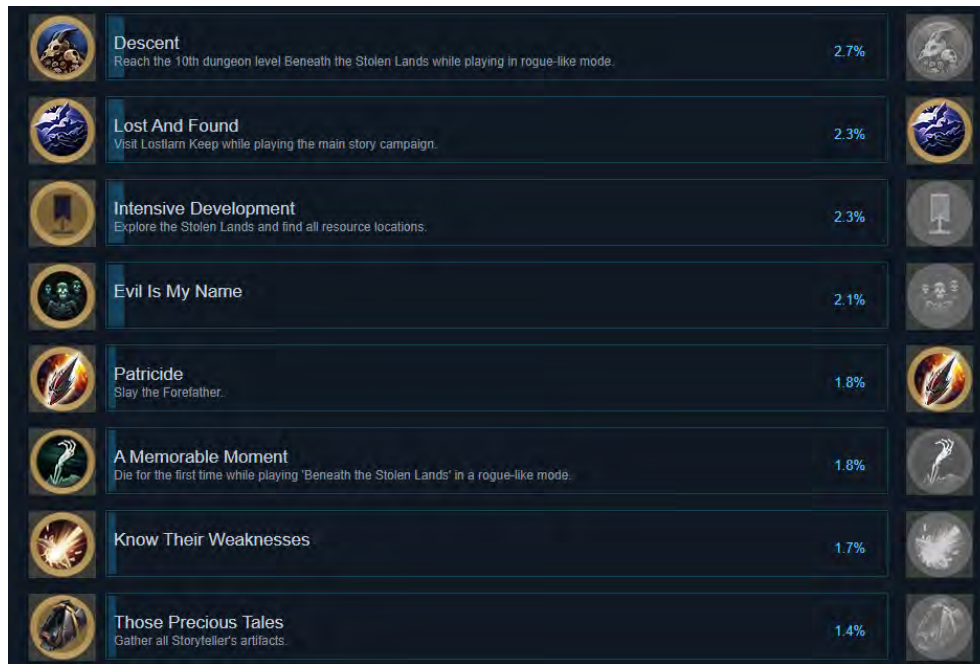 Descent
Reach the 10th dungeon level Beneath the Stolen Lands while playing in rogue-like mode.
2.7%
Lost And Found
Visit Lostlarn Keep while playing the main story campaign.
2.3%
Intensive Development
Explore the Stolen Lands and find all resource locations.
2.3%
Evil Is My Name
2.1%
Patricide
Slay the Forefather.
1.8%
A Memorable Moment
Die for the first time while playing 'Beneath the Stolen Lands' in a rogue-like mode.
1.8%
Know Their Weaknesses
1.7%
Those Precious Tales
Gather all Storyteller's artifacts.
1.4%